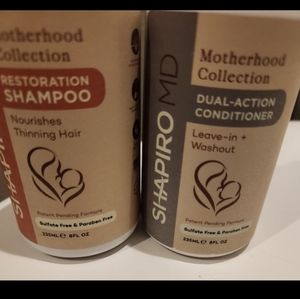 Motherhood
Collection
RESTORATION
SHAMPOO
Nourishes
Thinning Hair
Patent Pending Formula
Sulfate Free & Paraben Free
235ML ℮ 8FL OZ
SHAPIR
SHAPIRO MD
Motherhood
Collection
DUAL-ACTION
CONDITIONER
Leave-in +
Washout
Patent Pending Formula
Sulfate Free & Paraben Free
235ML ℮ 8FL OZ